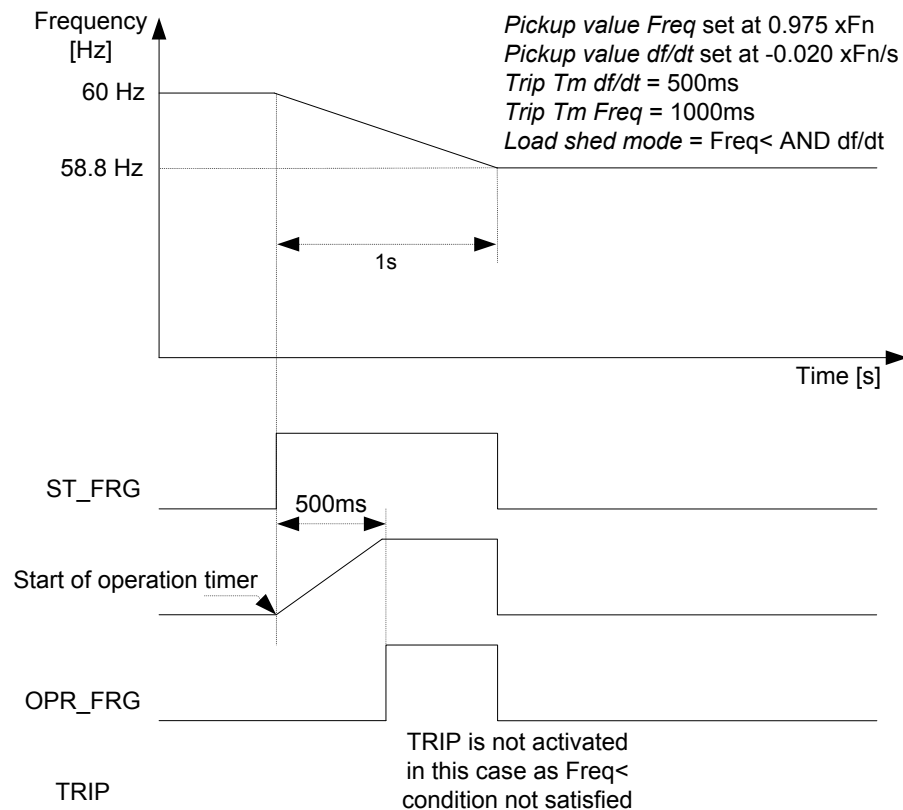 Frequency
[Hz]
Pickup value Freq set at 0.975 xFn
Pickup value df/dt set at -0.020 xFn/s
Trip Tm df/dt = 500ms
Trip Tm Freq = 1000ms
Load shed mode = Freq< AND df/dt
60 Hz
58.8 Hz
1s
Time [s]
ST_FRG
500ms
Start of operation timer
OPR_FRG
TRIP is not activated
in this case as Freq<
condition not satisfied
TRIP